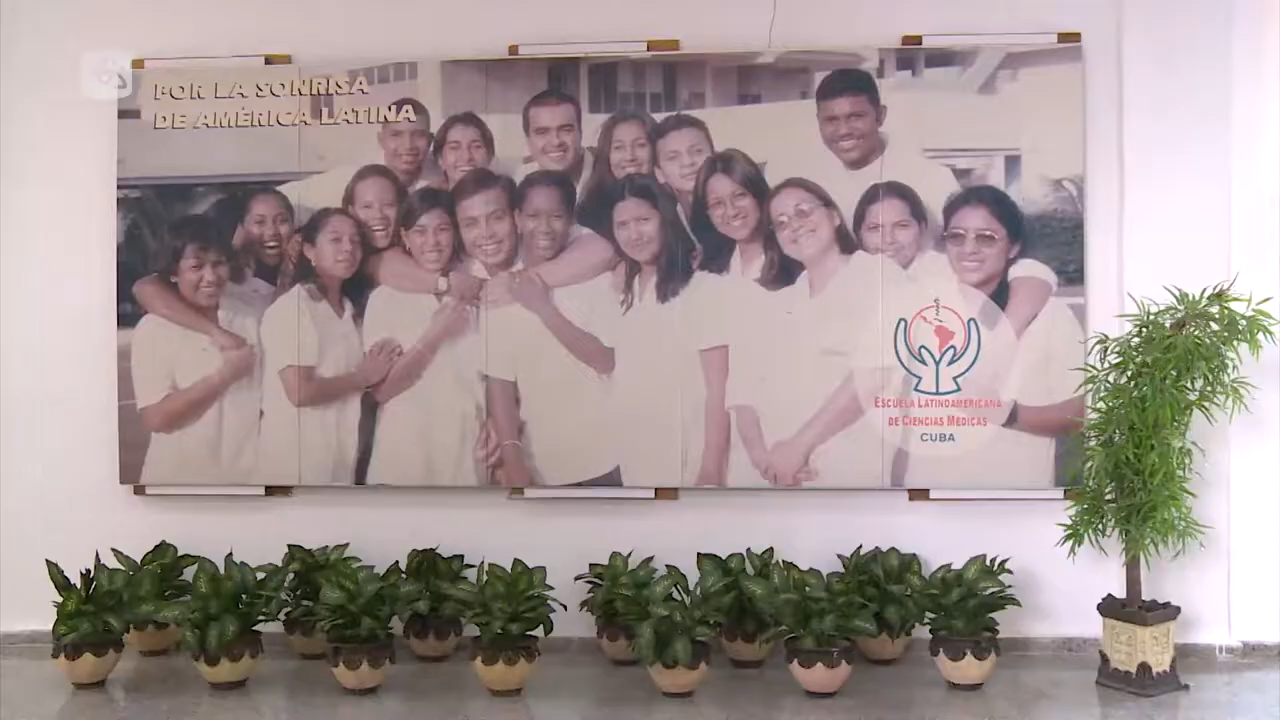 POR LA SONRISA
DE AMÉRICA LATINA
ESCUELA LATINOAMERICANA
DE CIENCIAS MÉDICAS
CUBA